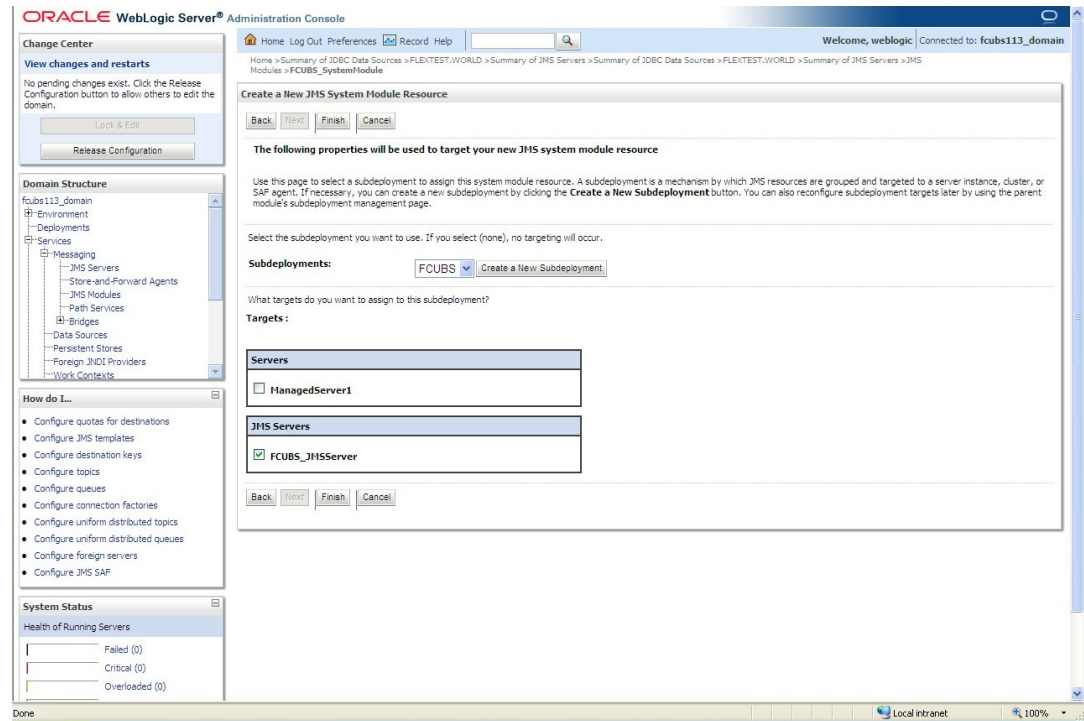 ORACLE WebLogic Server® Administration Console
Change Center
View changes and restarts
No pending changes exist. Click the Release
Configuration button to allow others to edit the
domain.
Lock & Edit
Release Configuration
Domain Structure
fcubs113_domain
Environment
Deployments
Services
Messaging
JMS Servers
Store-and-Forward Agents
JMS Modules
Path Services
Bridges
Data Sources
Persistent Stores
Foreign JNDI Providers
Work Contexts
How do I...
Configure quotas for destinations
Configure JMS templates
Configure destination keys
Configure topics
Configure queues
Configure connection factories
Configure uniform distributed topics
Configure uniform distributed queues
Configure foreign servers
Configure JMS SAF
System Status
Health of Running Servers
Failed (0)
Critical (0)
Overloaded (0)
Home Log Out Preferences Record Help
Welcome, weblogic Connected to: fcubs113_domain
Home >Summary of JDBC Data Sources >FLEXTEST.WORLD >Summary of JMS Servers >Summary of JDBC Data Sources >FLEXTEST.WORLD >Summary of JMS Servers >JMS
Modules >FCUBS_SystemModule
Create a New JMS System Module Resource
Back Next Finish Cancel
The following properties will be used to target your new JMS system module resource
Use this page to select a subdeployment to assign this system module resource. A subdeployment is a mechanism by which JMS resources are grouped and targeted to a server instance, cluster, or
SAF agent. If necessary, you can create a new subdeployment by clicking the Create a New Subdeployment button. You can also reconfigure subdeployment targets later by using the parent
module's subdeployment management page.
Select the subdeployment you want to use. If you select (none), no targeting will occur.
Subdeployments: FCUBS Create a New Subdeployment
What targets do you want to assign to this subdeployment?
Targets :
Servers
ManagedServer1
JMS Servers
FCUBS_JMSServer
Back Next Finish Cancel
Done Local intranet 100%